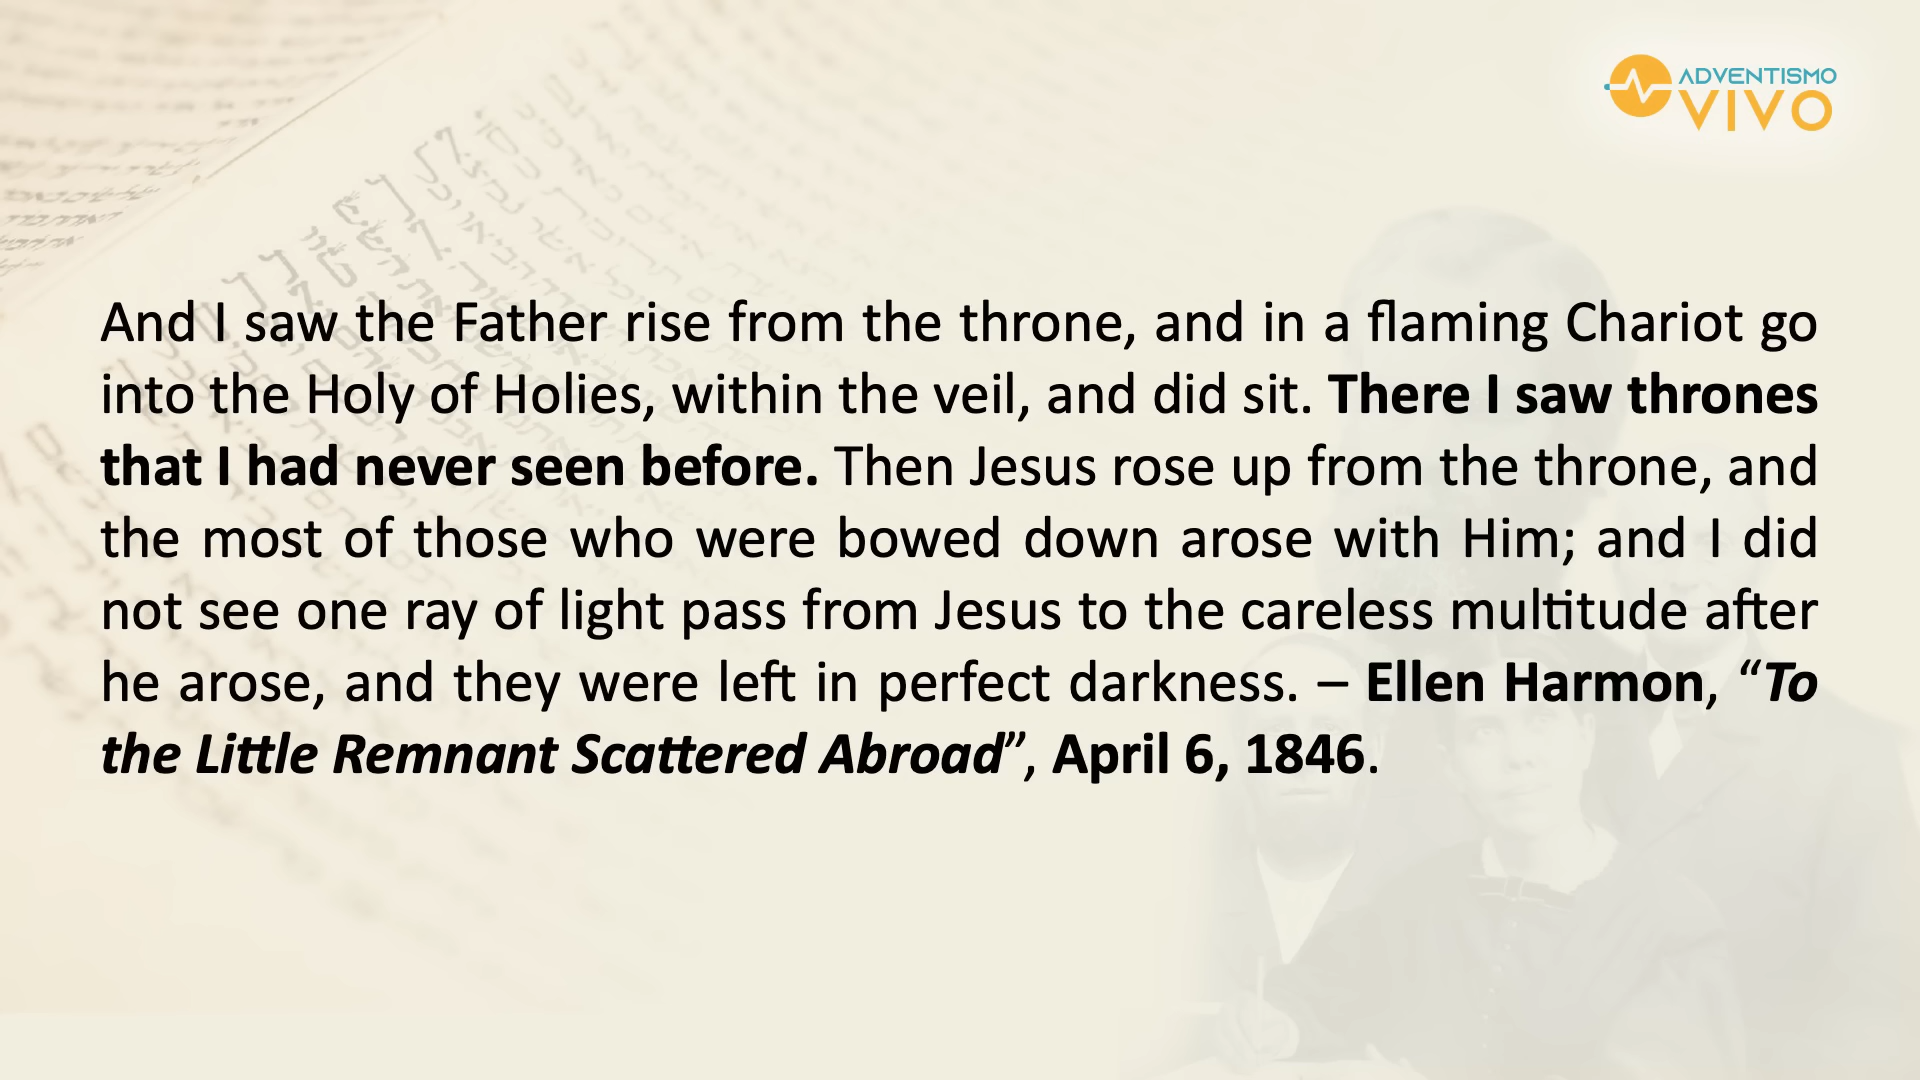 ADVENTISMO
VIVO
And I saw the Father rise from the throne, and in a flaming Chariot go
into the Holy of Holies, within the veil, and did sit. There I saw thrones
that I had never seen before. Then Jesus rose up from the throne, and
the most of those who were bowed down arose with Him; and I did
not see one ray of light pass from Jesus to the careless multitude after
he arose, and they were left in perfect darkness. – Ellen Harmon, “To
the Little Remnant Scattered Abroad”, April 6, 1846.